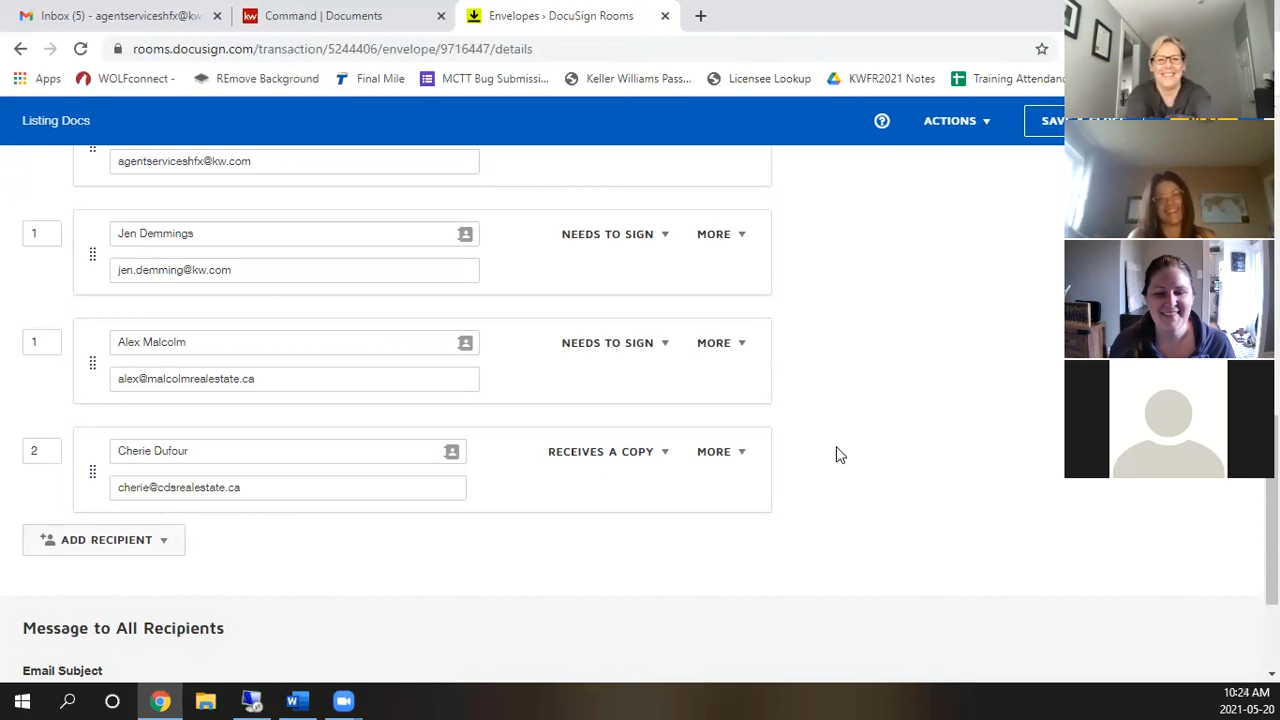 Inbox (5) - agentserviceshfx@kw
Command | Documents
Envelopes › DocuSign Rooms
rooms.docusign.com/transaction/5244406/envelope/9716447/details
Apps
WOLFconnect -
REmove Background
Final Mile
MCTT Bug Submissi...
Keller Williams Pass...
Licensee Lookup
KWFR2021 Notes
Training Attendan
Listing Docs
ACTIONS
agentserviceshfx@kw.com
1
Jen Demmings
NEEDS TO SIGN
MORE
jen.demming@kw.com
1
Alex Malcolm
NEEDS TO SIGN
MORE
alex@malcolmrealestate.ca
2
Cherie Dufour
RECEIVES A COPY
MORE
cherie@cdsrealestate.ca
ADD RECIPIENT
Message to All Recipients
Email Subject
10:24 AM
2021-05-20